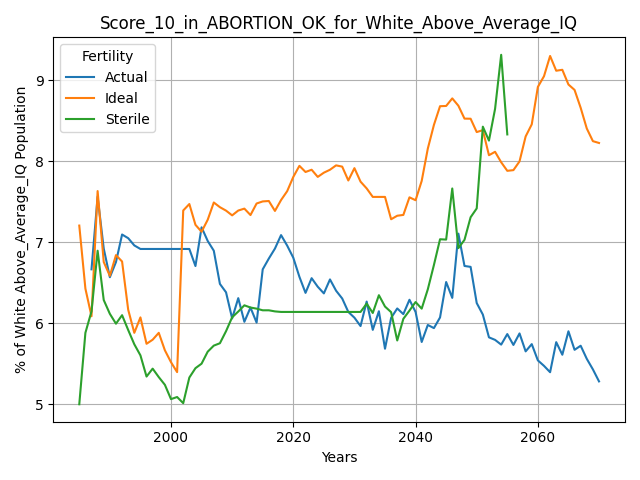 Score_10_in_ABORTION_OK_for_White_Above_Average_IQ
Fertility
Actual
Ideal
Sterile
% of White Above_Average_IQ Population
9
8
7
6
5
2000
2020
2040
2060
Years